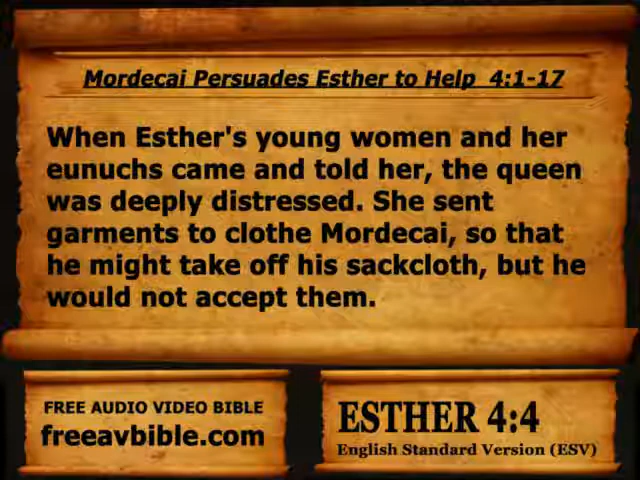 Mordecai Persuades Esther to Help 4:1-17
When Esther's young women and her
eunuchs came and told her, the queen
was deeply distressed. She sent
garments to clothe Mordecai, so that
he might take off his sackcloth, but he
would not accept them.
FREE AUDIO VIDEO BIBLE
freeavbible.com
ESTHER 4:4
English Standard Version (ESV)